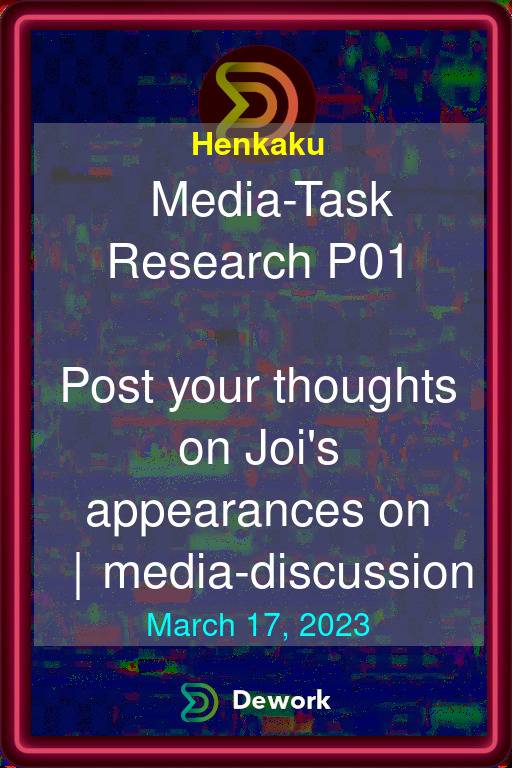 Henkaku
Media-Task
Research P01
Post your thoughts
on Joi's
appearances on
｜media-discussion
March 17, 2023
Dework